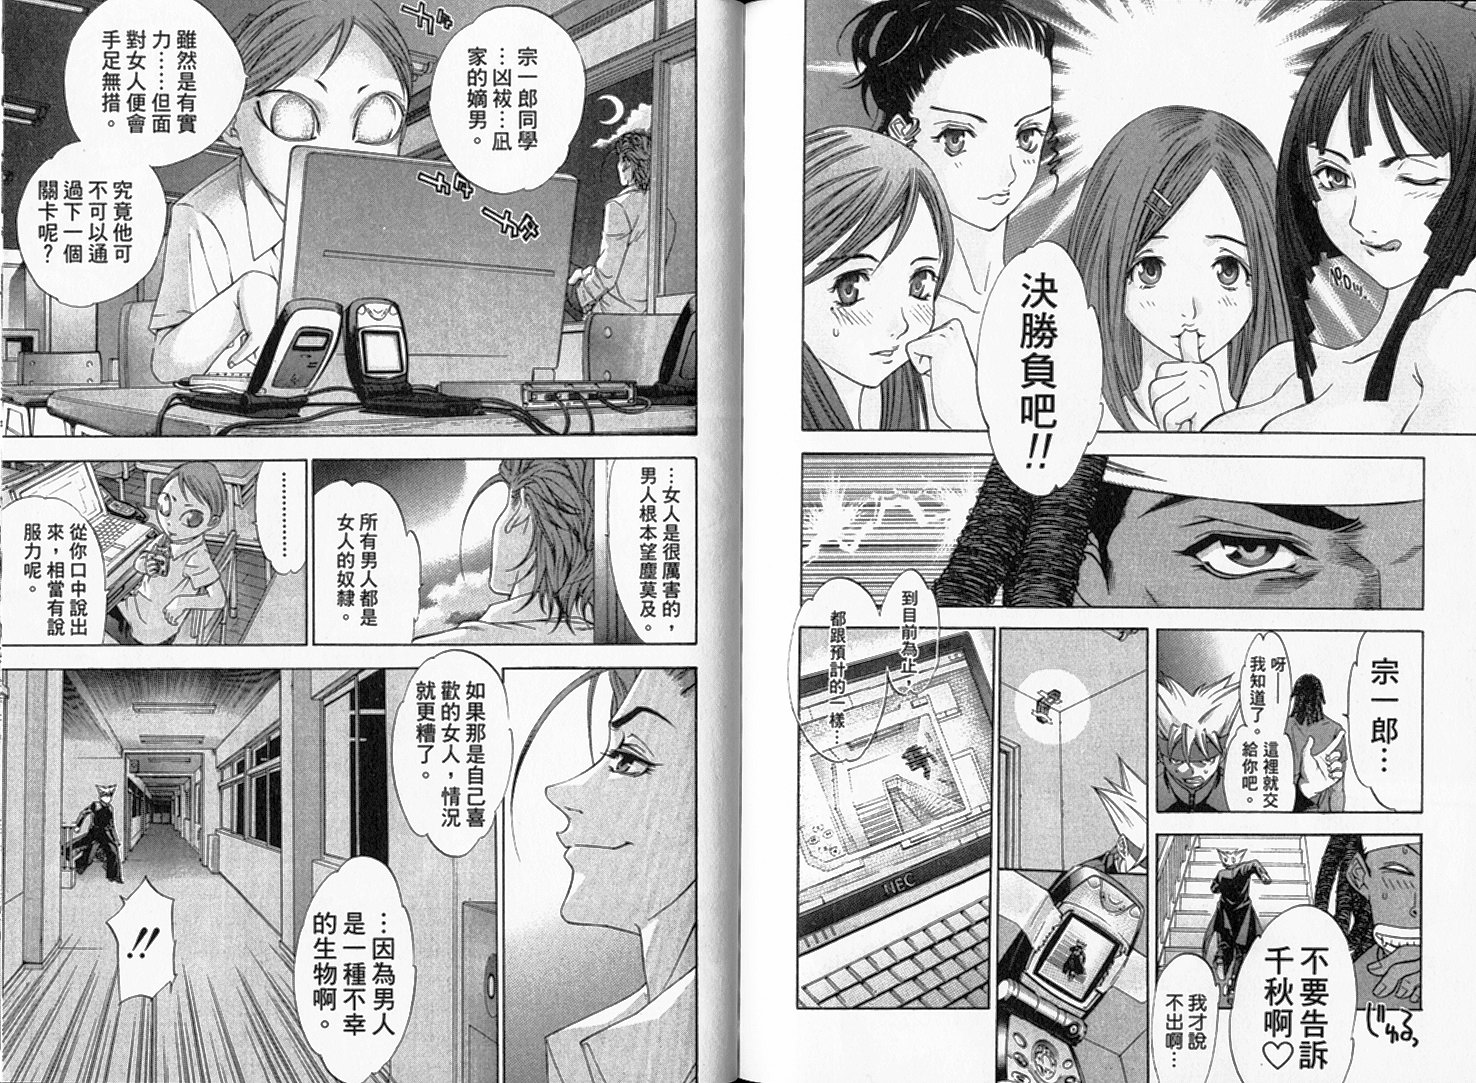 決勝負吧!!
宗一郎…
呀──
我知道了。
這裡就交
給你吧。
到目前為止，
都跟預計的一樣…
NEC
不要告訴
千秋啊♡
我才說
不出啊…
じゅるっ
宗一郎同學
…凶袚…凪
家的嫡男。
雖然是有實
力……但面
對女人便會
手足無措。
究竟他可
不可以通
過下一個
關卡呢？
…女人是很厲害的，
男人根本望塵莫及。
所有男人都是
女人的奴隸。
…………
從你口中說出
來，相當有說
服力呢。
如果那是自己喜
歡的女人，情況
就更糟了。
…因為男人
是一種不幸
的生物啊。
!!